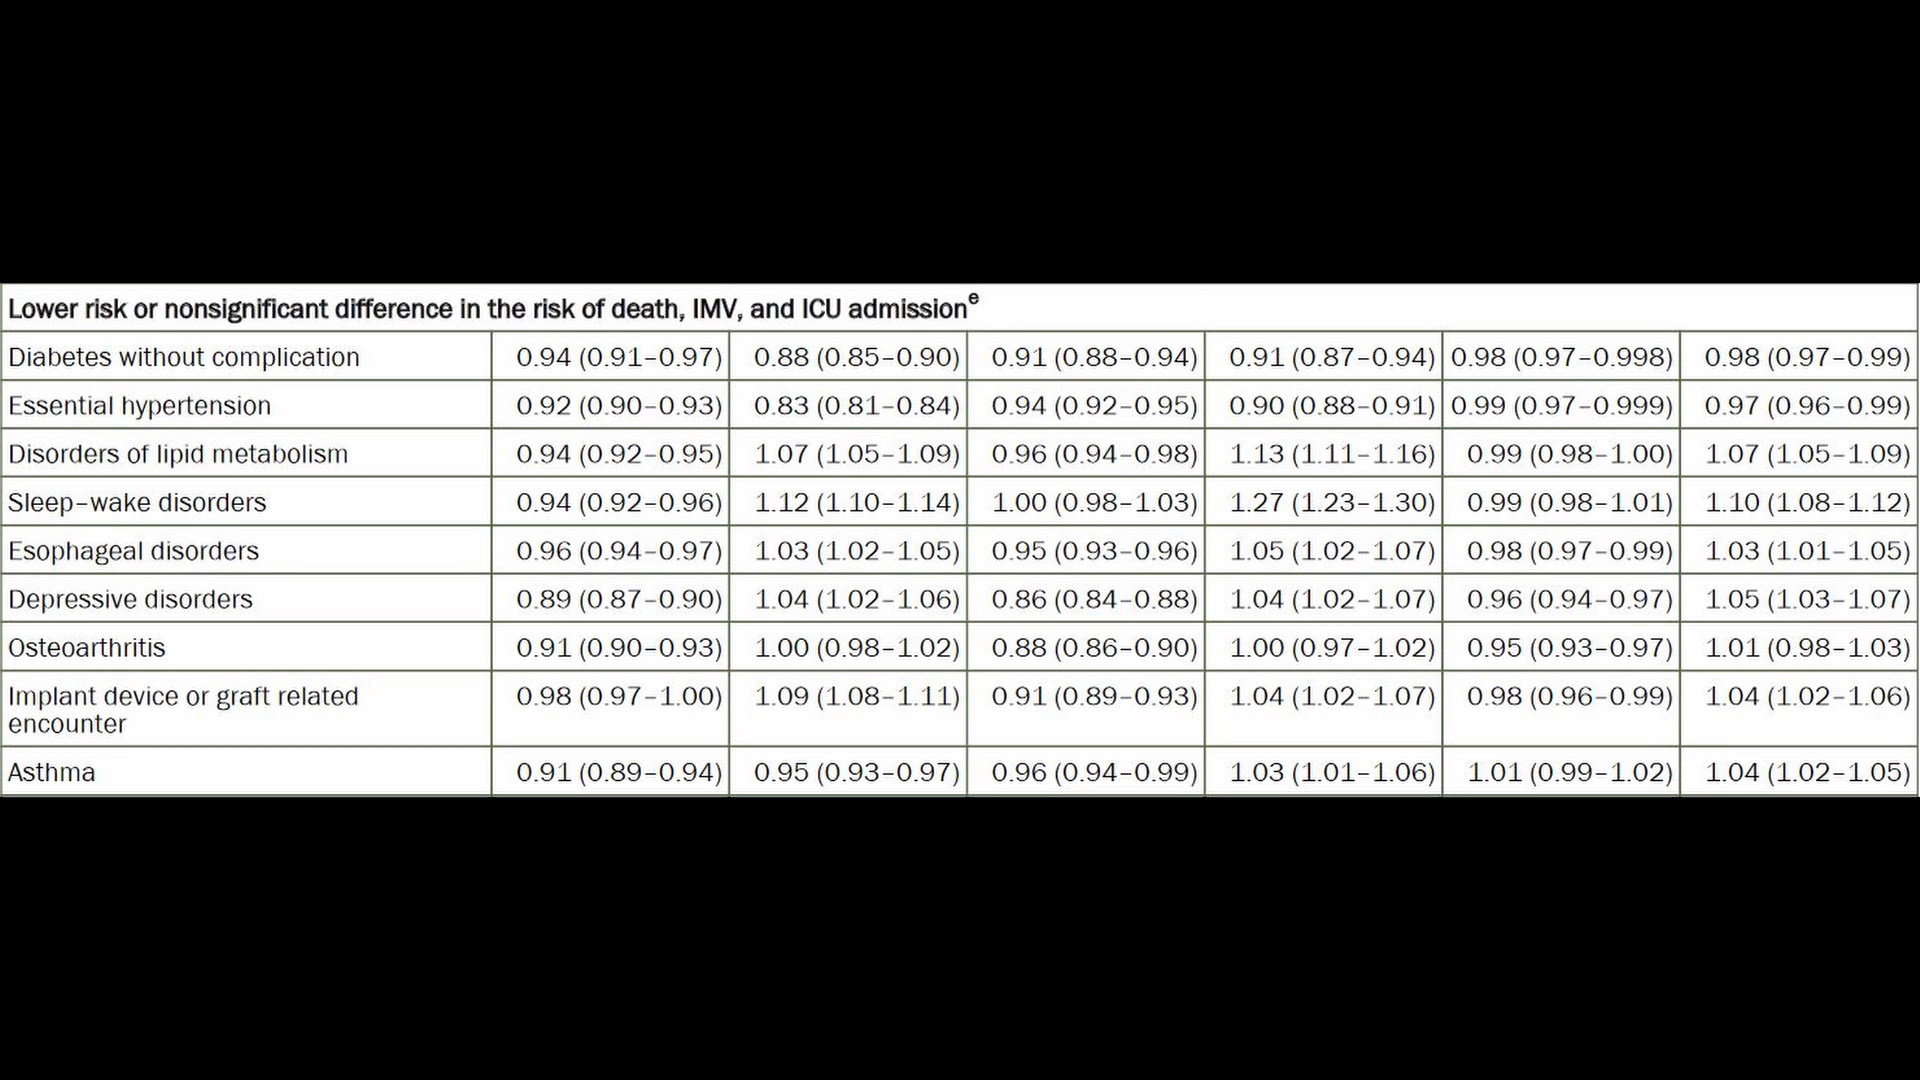 Lower risk or nonsignificant difference in the risk of death, IMV, and ICU admissionᵉ
Diabetes without complication 0.94 (0.91–0.97) 0.88 (0.85–0.90) 0.91 (0.88–0.94) 0.91 (0.87–0.94) 0.98 (0.97–0.998) 0.98 (0.97–0.99)
Essential hypertension 0.92 (0.90–0.93) 0.83 (0.81–0.84) 0.94 (0.92–0.95) 0.90 (0.88–0.91) 0.99 (0.97–0.999) 0.97 (0.96–0.99)
Disorders of lipid metabolism 0.94 (0.92–0.95) 1.07 (1.05–1.09) 0.96 (0.94–0.98) 1.13 (1.11–1.16) 0.99 (0.98–1.00) 1.07 (1.05–1.09)
Sleep–wake disorders 0.94 (0.92–0.96) 1.12 (1.10–1.14) 1.00 (0.98–1.03) 1.27 (1.23–1.30) 0.99 (0.98–1.01) 1.10 (1.08–1.12)
Esophageal disorders 0.96 (0.94–0.97) 1.03 (1.02–1.05) 0.95 (0.93–0.96) 1.05 (1.02–1.07) 0.98 (0.97–0.99) 1.03 (1.01–1.05)
Depressive disorders 0.89 (0.87–0.90) 1.04 (1.02–1.06) 0.86 (0.84–0.88) 1.04 (1.02–1.07) 0.96 (0.94–0.97) 1.05 (1.03–1.07)
Osteoarthritis 0.91 (0.90–0.93) 1.00 (0.98–1.02) 0.88 (0.86–0.90) 1.00 (0.97–1.02) 0.95 (0.93–0.97) 1.01 (0.98–1.03)
Implant device or graft related 0.98 (0.97–1.00) 1.09 (1.08–1.11) 0.91 (0.89–0.93) 1.04 (1.02–1.07) 0.98 (0.96–0.99) 1.04 (1.02–1.06)
encounter
Asthma 0.91 (0.89–0.94) 0.95 (0.93–0.97) 0.96 (0.94–0.99) 1.03 (1.01–1.06) 1.01 (0.99–1.02) 1.04 (1.02–1.05)